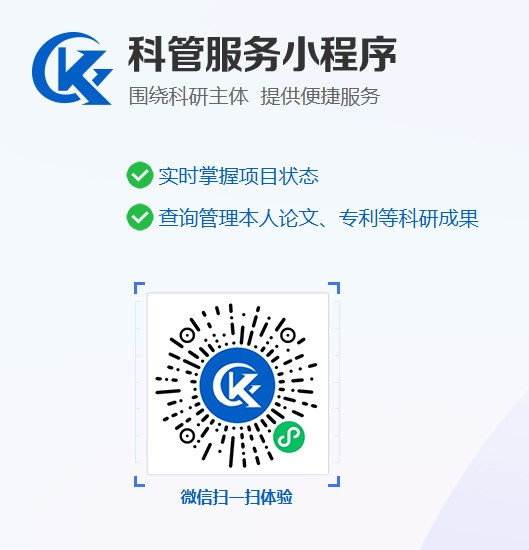 科管服务小程序
围绕科研主体 提供便捷服务
实时掌握项目状态
查询管理本人论文、专利等科研成果
微信扫一扫体验